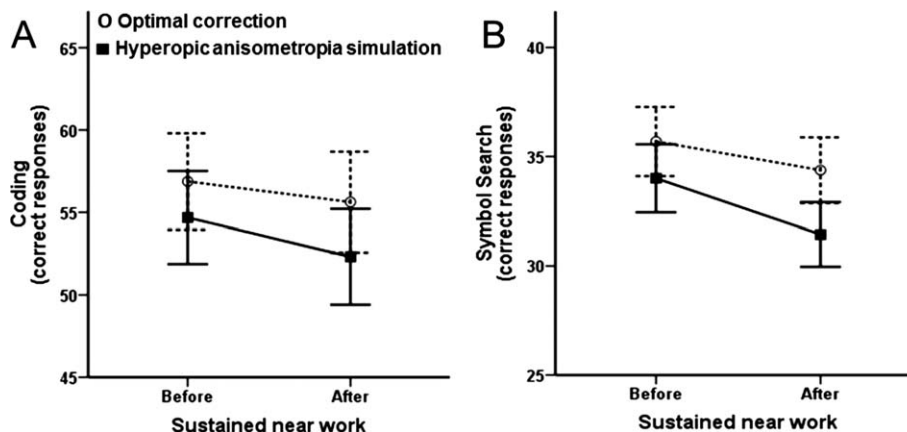 A
O Optimal correction
■ Hyperopic anisometropia simulation
65
60
55
50
45
Coding
(correct responses)
Before
After
Sustained near work
B
40
35
30
25
Symbol Search
(correct responses)
Before
After
Sustained near work